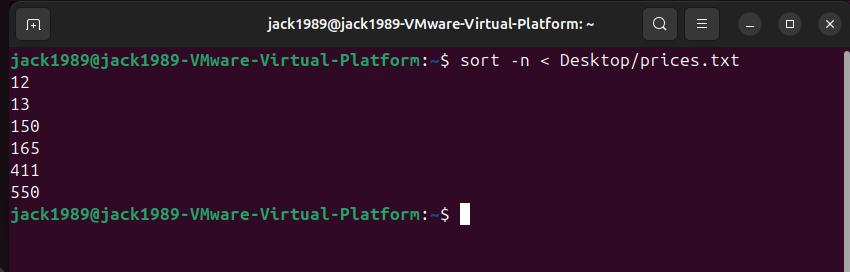 jack1989@jack1989-VMware-Virtual-Platform: ~
jack1989@jack1989-VMware-Virtual-Platform:~$ sort -n < Desktop/prices.txt
12
13
150
165
411
550
jack1989@jack1989-VMware-Virtual-Platform:~$